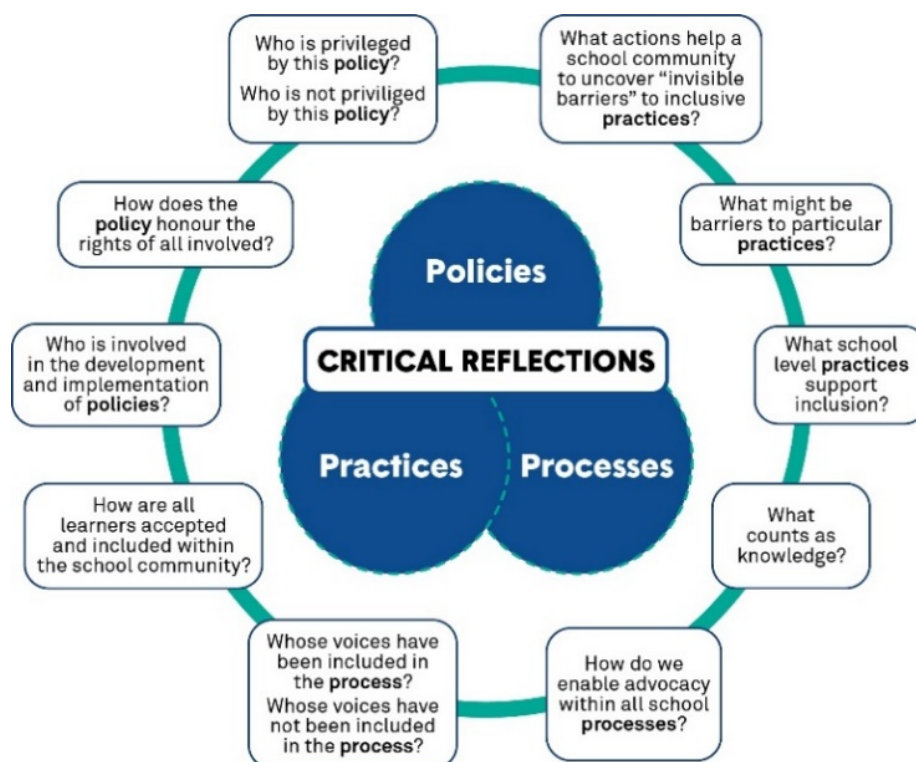 Who is privileged
by this policy?
Who is not priviliged
by this policy?
What actions help a
school community
to uncover “invisible
barriers” to inclusive
practices?
How does the
policy honour the
rights of all involved?
What might be
barriers to particular
practices?
Policies
CRITICAL REFLECTIONS
Practices
Processes
Who is involved
in the development
and implementation
of policies?
What school
level practices
support
inclusion?
How are all
learners accepted
and included within
the school community?
What
counts as
knowledge?
Whose voices have
been included in
the process?
Whose voices have
not been included
in the process?
How do we
enable advocacy
within all school
processes?